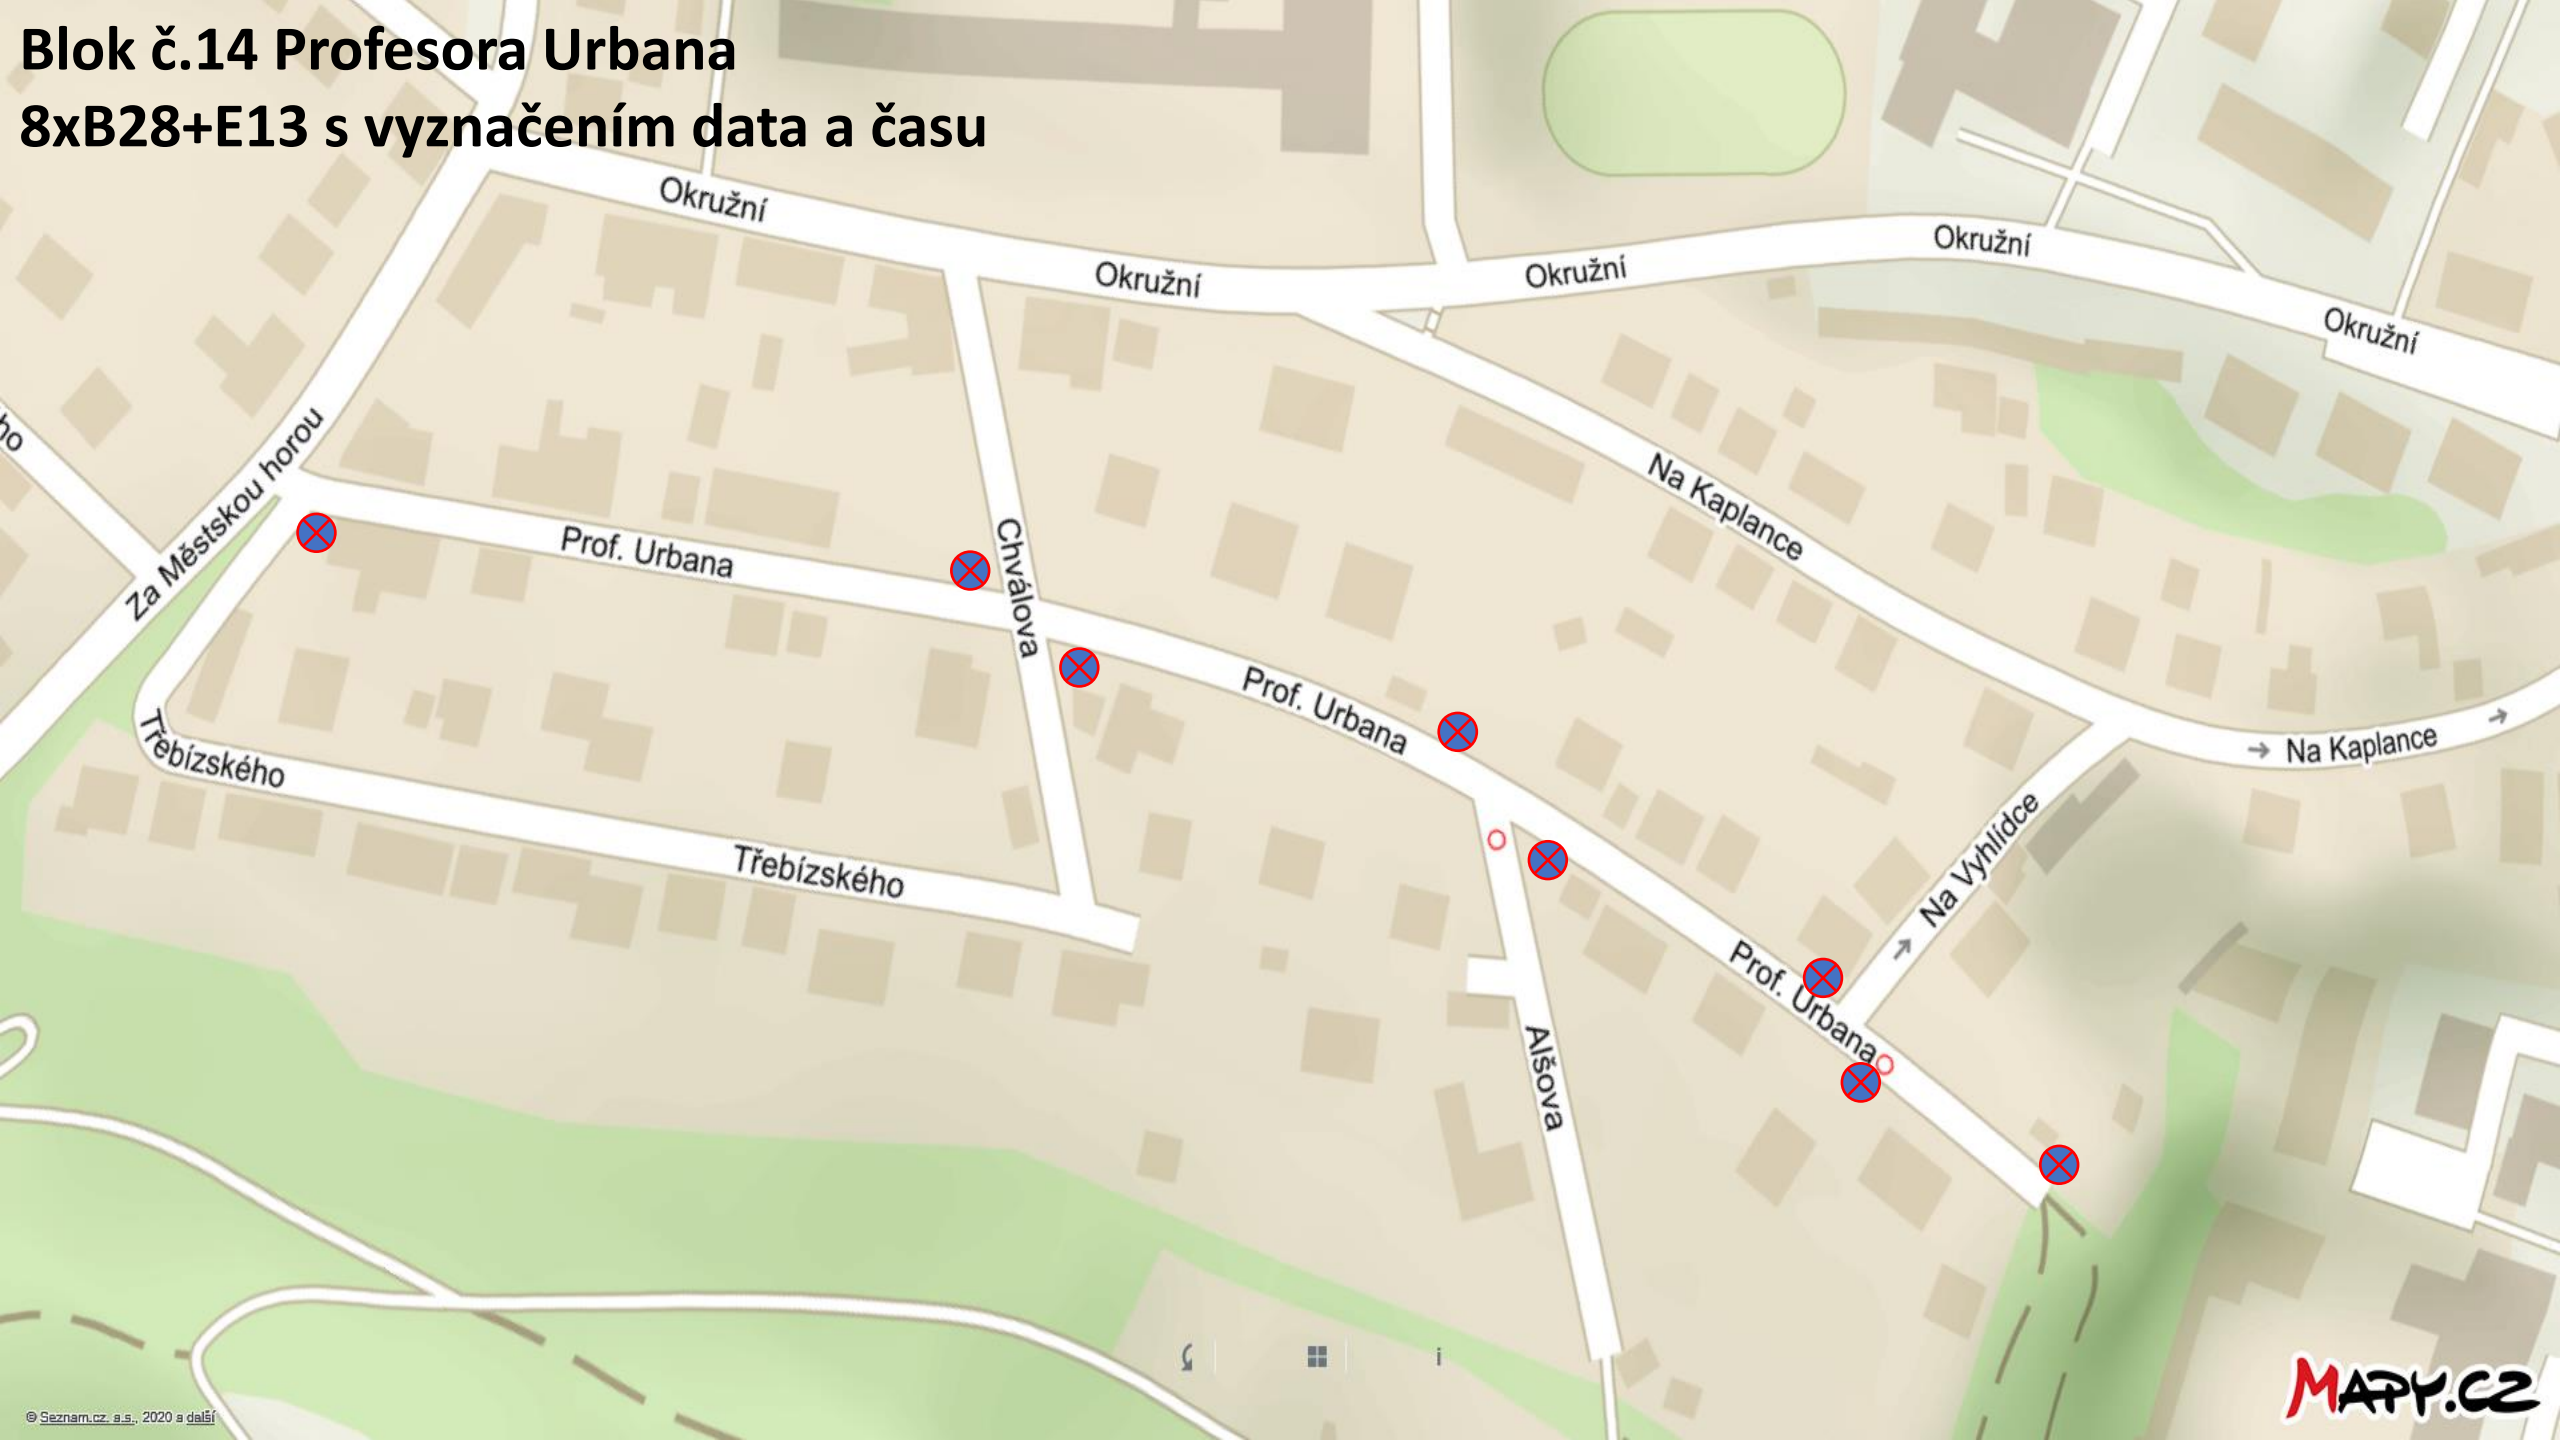 Blok č.14 Profesora Urbana
8xB28+E13 s vyznačením data a času
Okružní
Okružní
Okružní
Okružní
Okružní
ho
Za Městskou horou
Prof. Urbana
Chválova
Na Kaplance
Prof. Urbana
Na Kaplance
Třebízského
Třebízského
Na Vyhlídce
Prof. Urbana
Alšova
i
© Seznam.cz, a.s., 2020 a další
MAPY.CZ